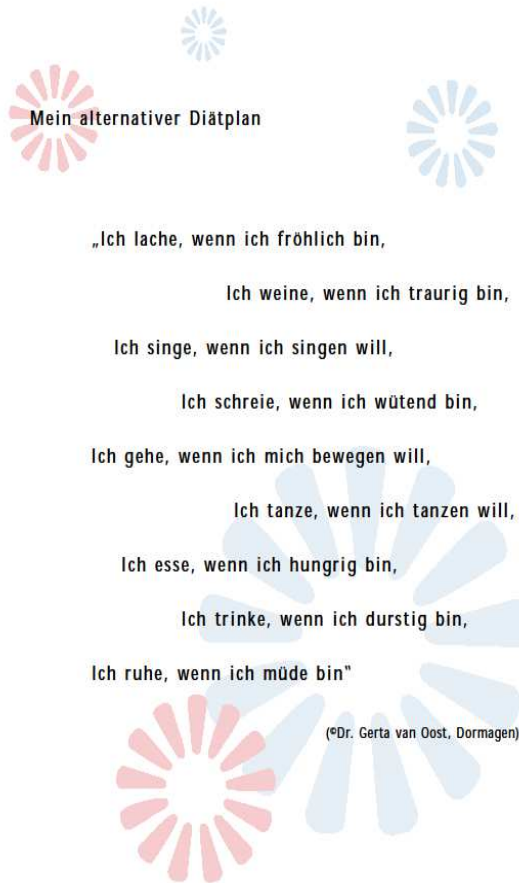 Mein alternativer Diätplan
„Ich lache, wenn ich fröhlich bin,
Ich weine, wenn ich traurig bin,
Ich singe, wenn ich singen will,
Ich schreie, wenn ich wütend bin,
Ich gehe, wenn ich mich bewegen will,
Ich tanze, wenn ich tanzen will,
Ich esse, wenn ich hungrig bin,
Ich trinke, wenn ich durstig bin,
Ich ruhe, wenn ich müde bin“
(©Dr. Gerta van Oost, Dormagen)